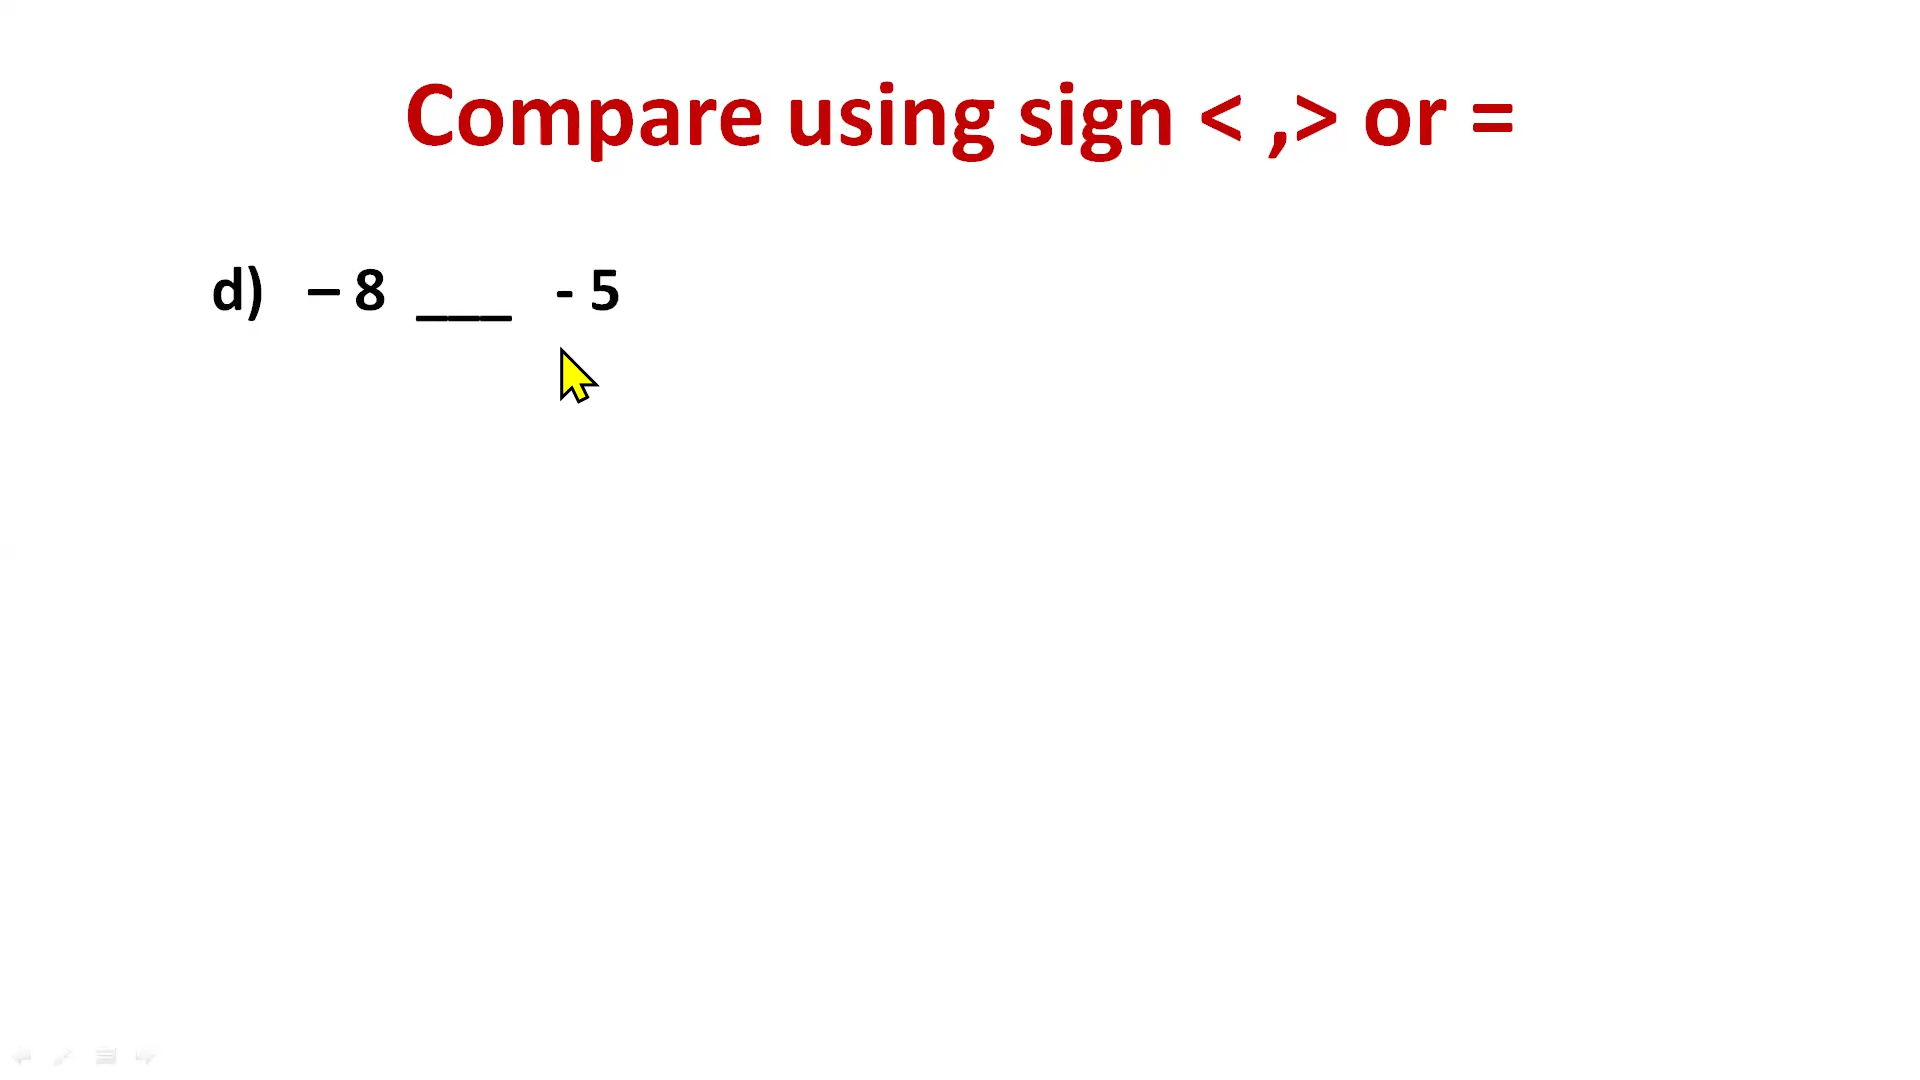 Compare using sign < ,> or =
d) – 8 ___ - 5